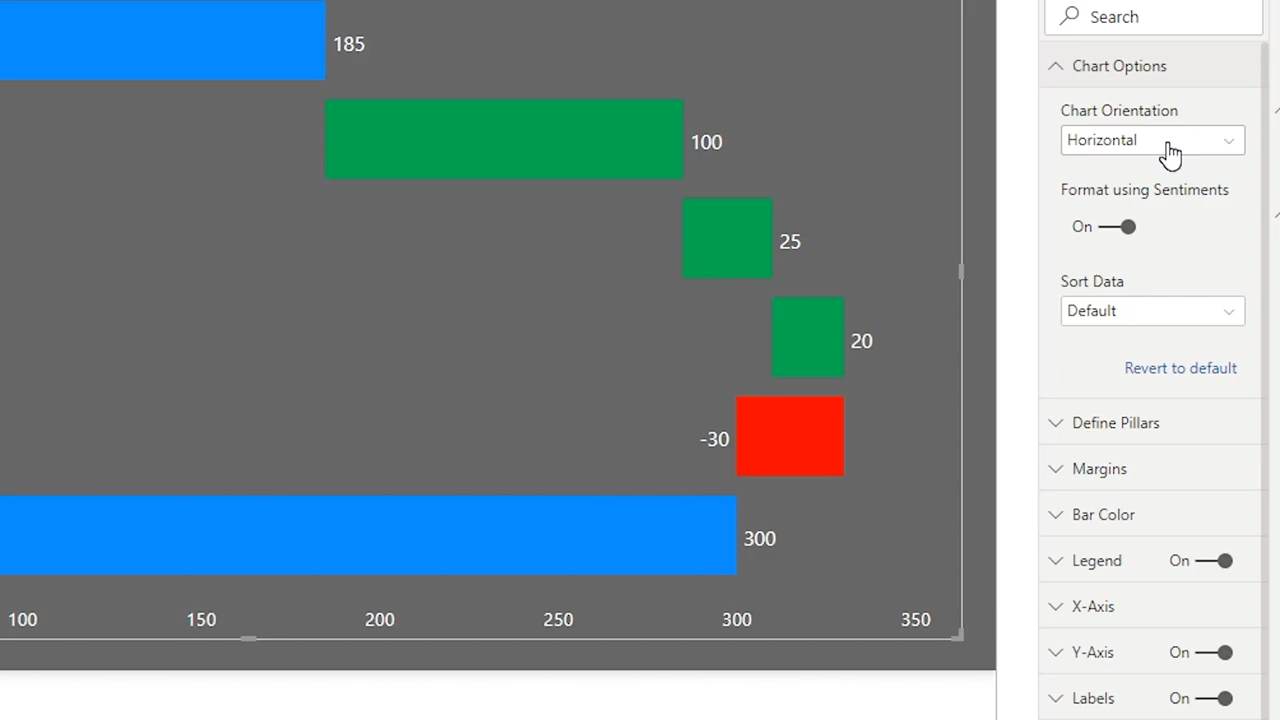 185
100
25
20
-30
300
100 150 200 250 300 350
Search
Chart Options
Chart Orientation
Horizontal
Format using Sentiments
On
Sort Data
Default
Revert to default
Define Pillars
Margins
Bar Color
Legend On
X-Axis
Y-Axis On
Labels On